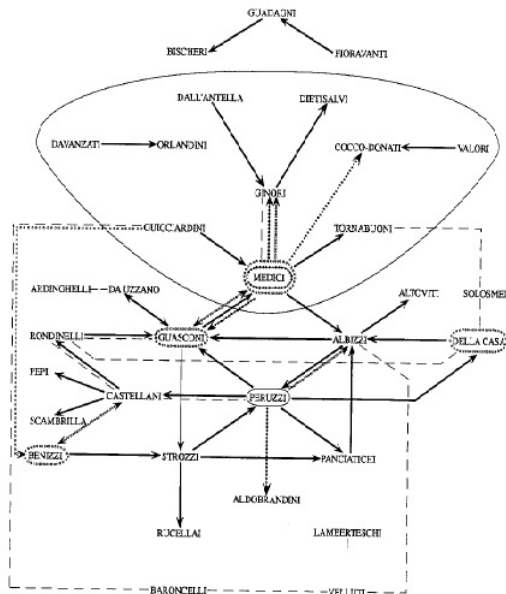 GUADAGNI
BISCHERI FIORAVANTI
DALL'ANTELLA DIETISALVI
DAVANZATI ORLANDINI COCCO-DONATI VALORI
GINORI
GUICCIARDINI TORNABUONI
MEDICI
ARDINGHELLI DA UZZANO ALTOVITI SOLOSMEI
RONDINELLI GUASCONI ALBIZZI DELLA CASA
PEPI
CASTELLANI PERUZZI
SCAMBRILLA
BENIZZI STROZZI PANCIATICHI
ALDOBRANDINI
RUCELLAI LAMBERTESCHI
BARONCELLI VELLUTI